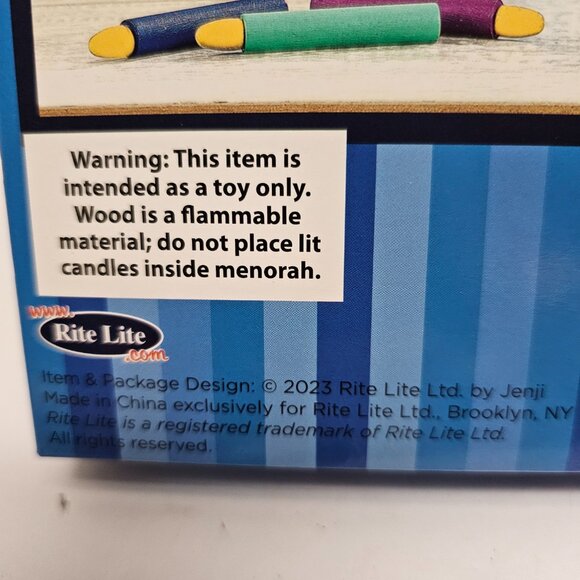 Warning: This item is
intended as a toy only.
Wood is a flammable
material; do not place lit
candles inside menorah.
www.
Rite Lite
.com
Item & Package Design: © 2023 Rite Lite Ltd. by Jenji
Made in China exclusively for Rite Lite Ltd., Brooklyn, NY
Rite Lite is a registered trademark of Rite Lite Ltd.
All rights reserved.